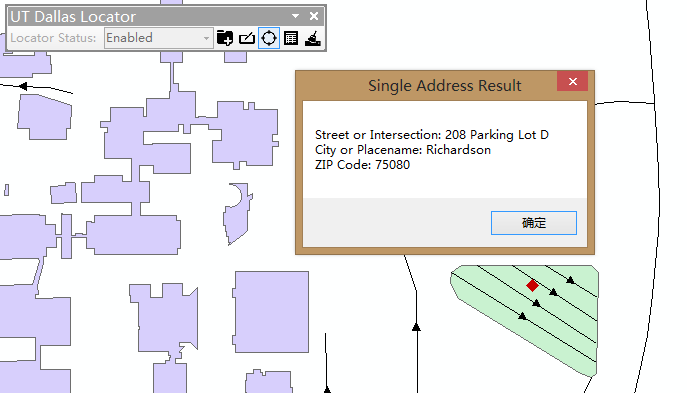 UT Dallas Locator
Locator Status: Enabled
Single Address Result
Street or Intersection: 208 Parking Lot D
City or Placename: Richardson
ZIP Code: 75080
确定